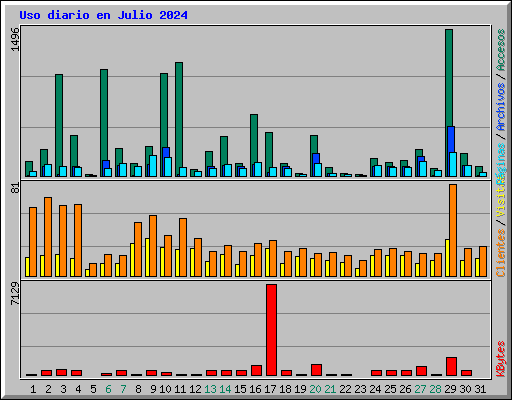 Uso diario en Julio 2024
1496
81
7129
Clientes / Visitas
Páginas / Archivos / Accesos
KBytes
1 2 3 4 5 6 7 8 9 10 11 12 13 14 15 16 17 18 19 20 21 22 23 24 25 26 27 28 29 30 31